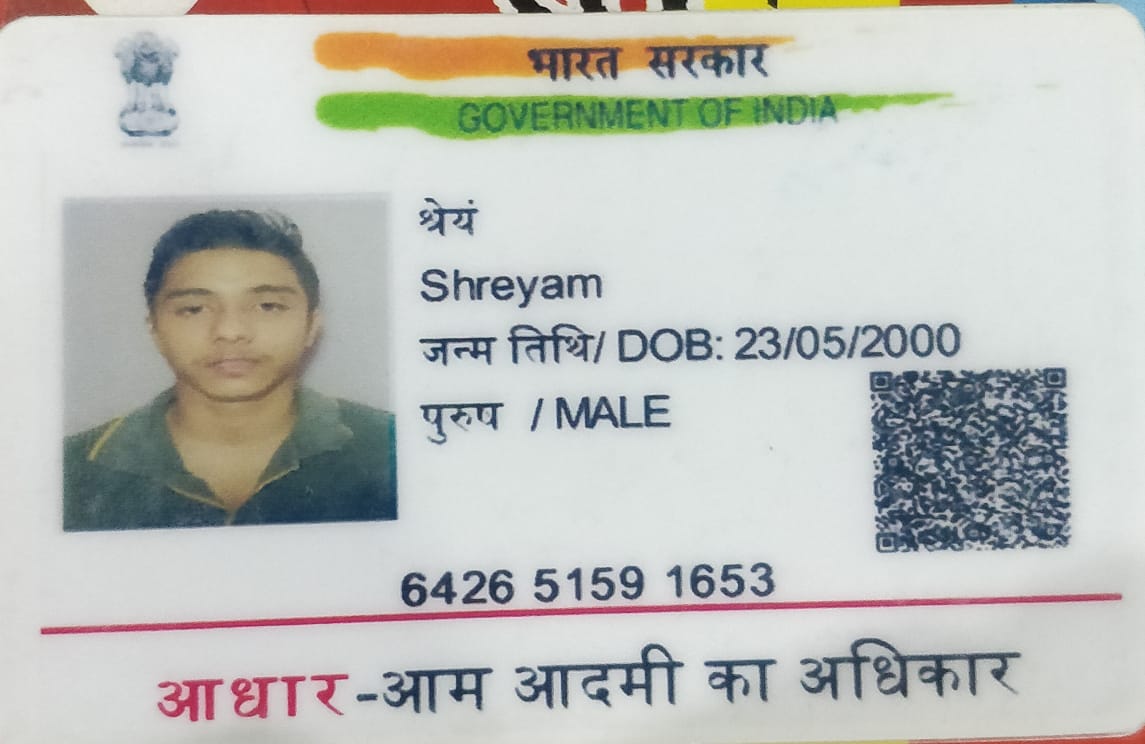 भारत सरकार
GOVERNMENT OF INDIA
श्रेयं
Shreyam
जन्म तिथि/ DOB: 23/05/2000
पुरुष / MALE
6426 5159 1653
आधार-आम आदमी का अधिकार